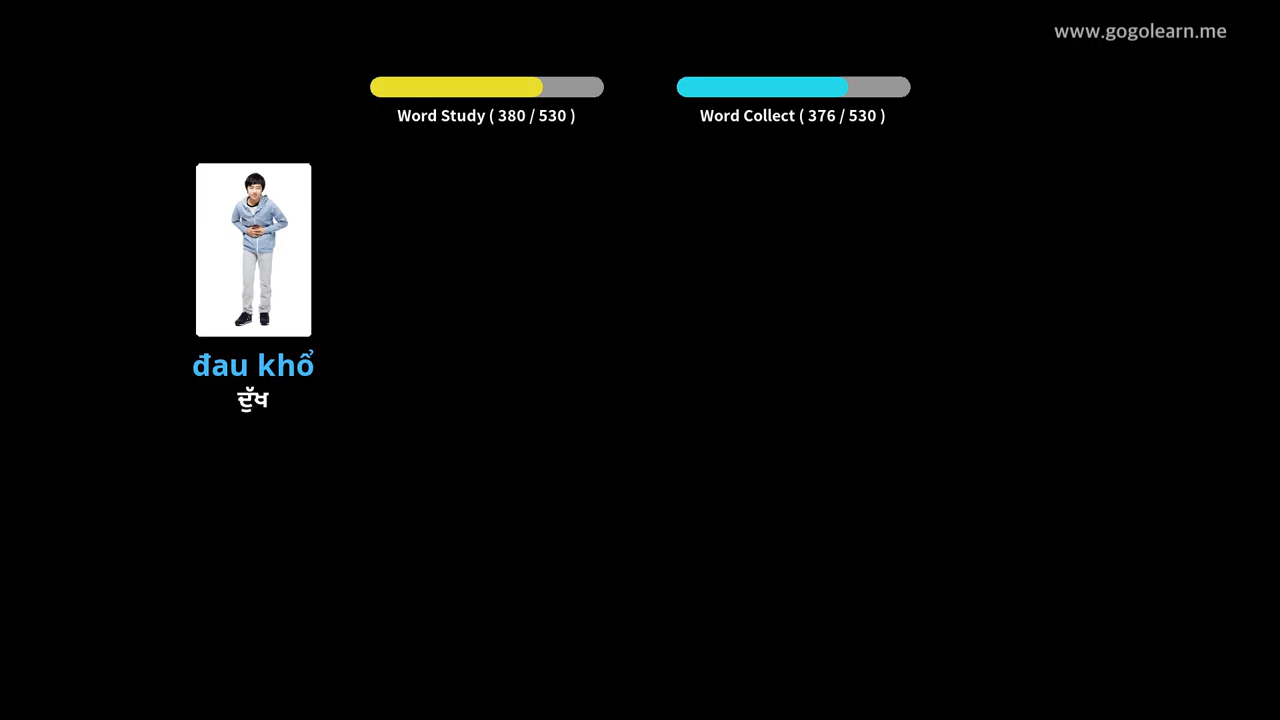 www.gogolearn.me
Word Study ( 380 / 530 )
Word Collect ( 376 / 530 )
đau khổ
ਦੁੱਖ